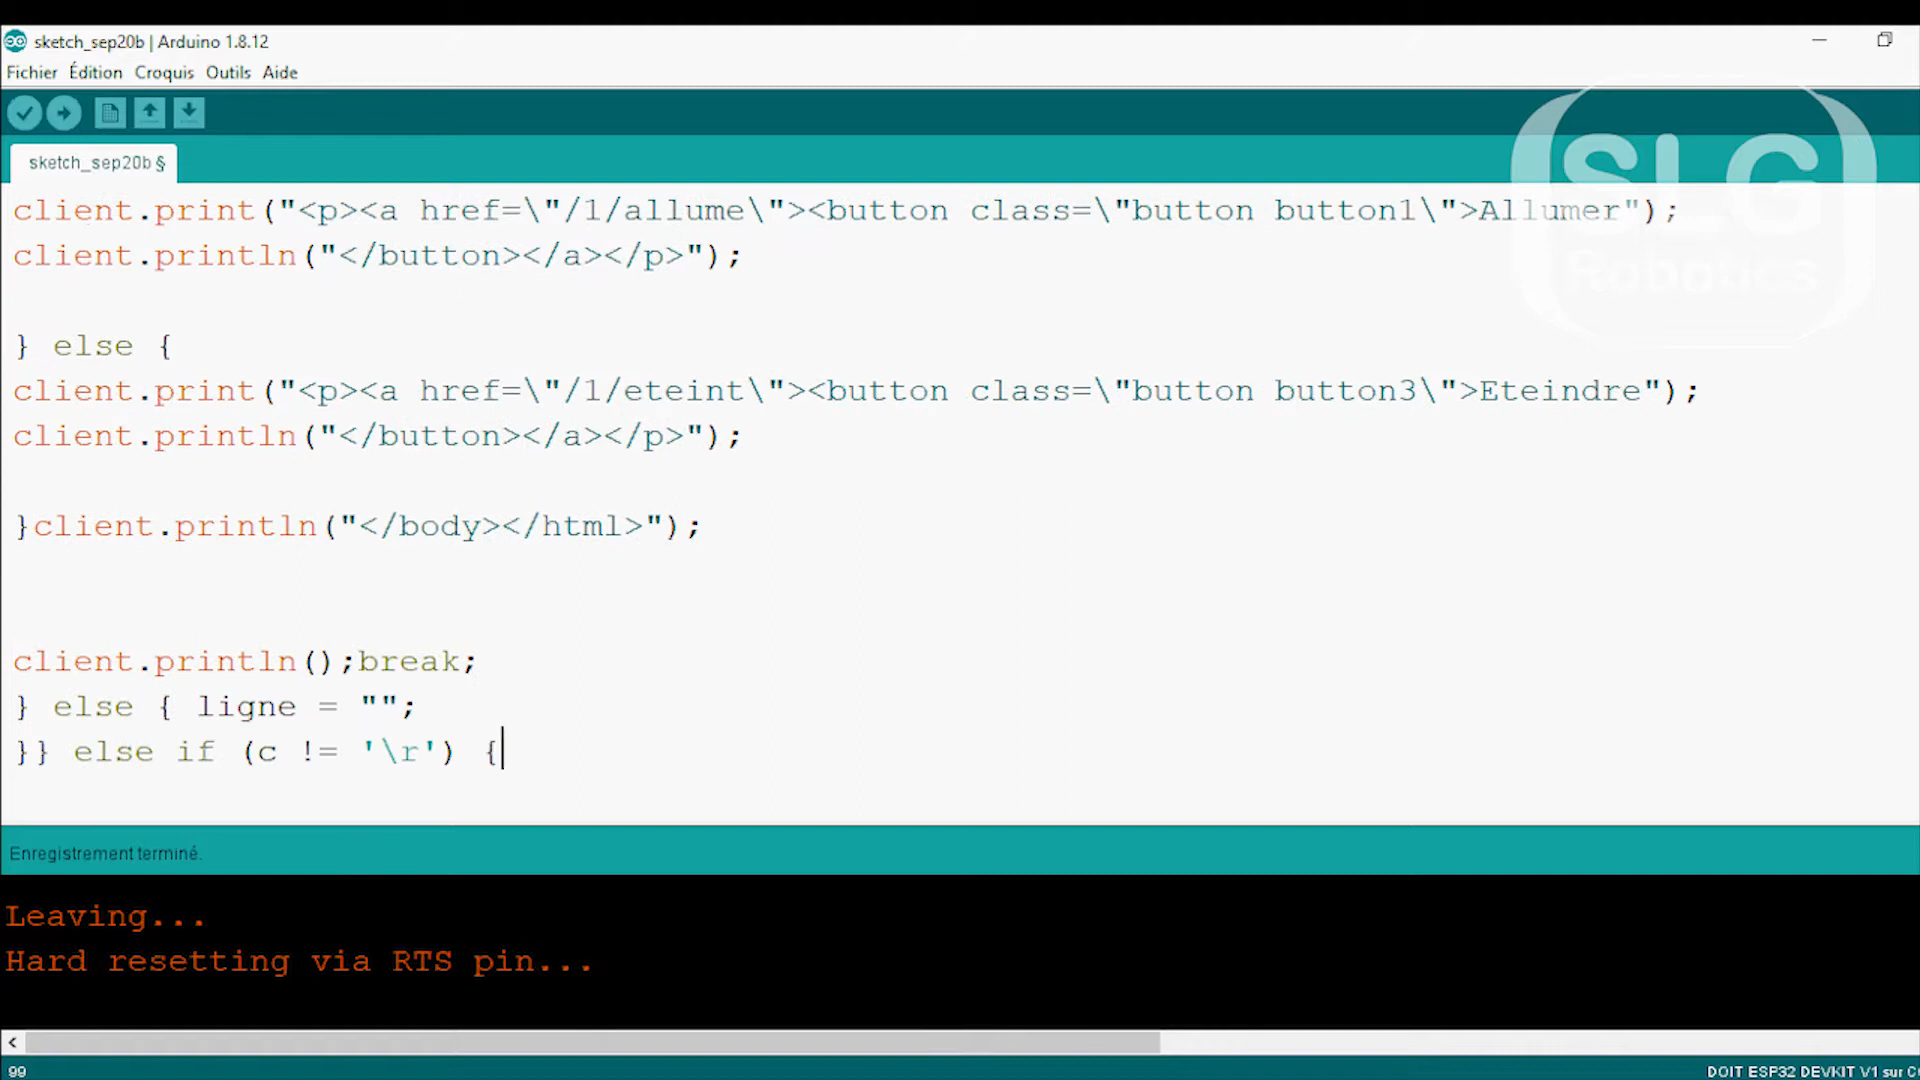 sketch_sep20b | Arduino 1.8.12
Fichier Édition Croquis Outils Aide
SLG
Robotics
sketch_sep20b §
client.print("<p><a href=\"/1/allume\"><button class=\"button button1\">Allumer");
client.println("</button></a></p>");
} else {
client.print("<p><a href=\"/1/eteint\"><button class=\"button button3\">Eteindre");
client.println("</button></a></p>");
}client.println("</body></html>");
client.println();break;
} else { ligne = "";
}} else if (c != '\r') {
Enregistrement terminé.
Leaving...
Hard resetting via RTS pin...
99
DOIT ESP32 DEVKIT V1 sur